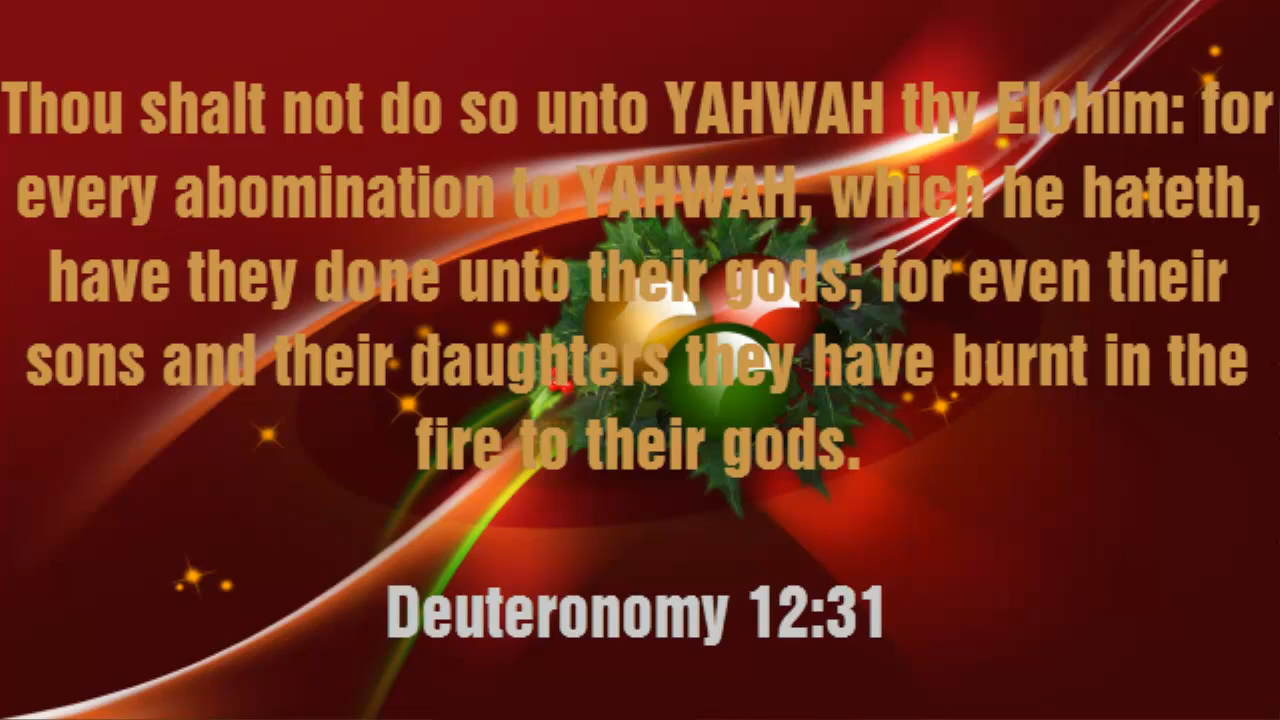 Thou shalt not do so unto YAHWAH thy Elohim: for
every abomination to YAHWAH, which he hateth,
have they done unto their gods; for even their
sons and their daughters they have burnt in the
fire to their gods.
Deuteronomy 12:31